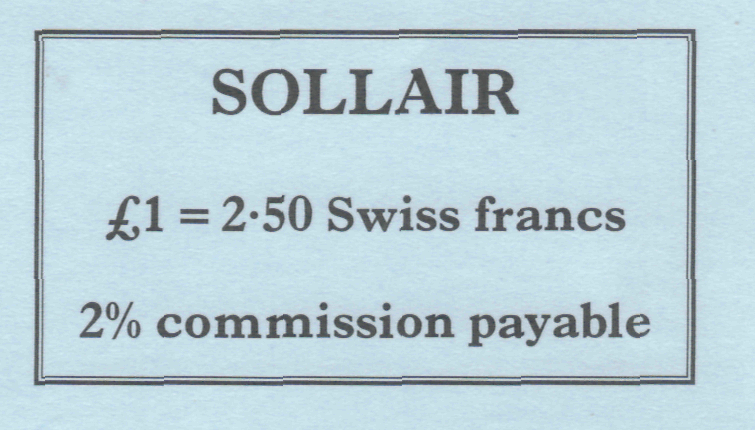 SOLLAIR
£1 = 2·50 Swiss francs
2% commission payable